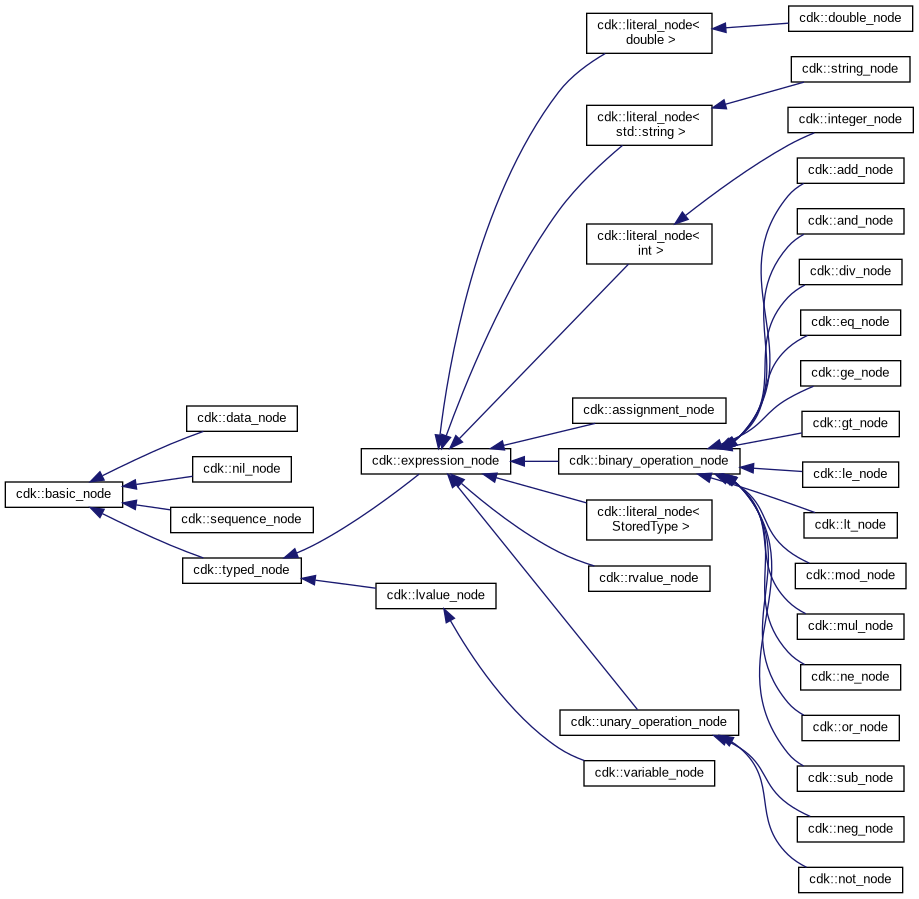 cdk::double_node
cdk::literal_node<
double >
cdk::string_node
cdk::literal_node<
std::string >
cdk::integer_node
cdk::add_node
cdk::and_node
cdk::literal_node<
int >
cdk::div_node
cdk::eq_node
cdk::ge_node
cdk::assignment_node
cdk::data_node
cdk::gt_node
cdk::expression_node
cdk::binary_operation_node
cdk::nil_node
cdk::le_node
cdk::basic_node
cdk::literal_node<
StoredType >
cdk::sequence_node
cdk::lt_node
cdk::typed_node
cdk::rvalue_node
cdk::mod_node
cdk::lvalue_node
cdk::mul_node
cdk::ne_node
cdk::unary_operation_node
cdk::or_node
cdk::variable_node
cdk::sub_node
cdk::neg_node
cdk::not_node